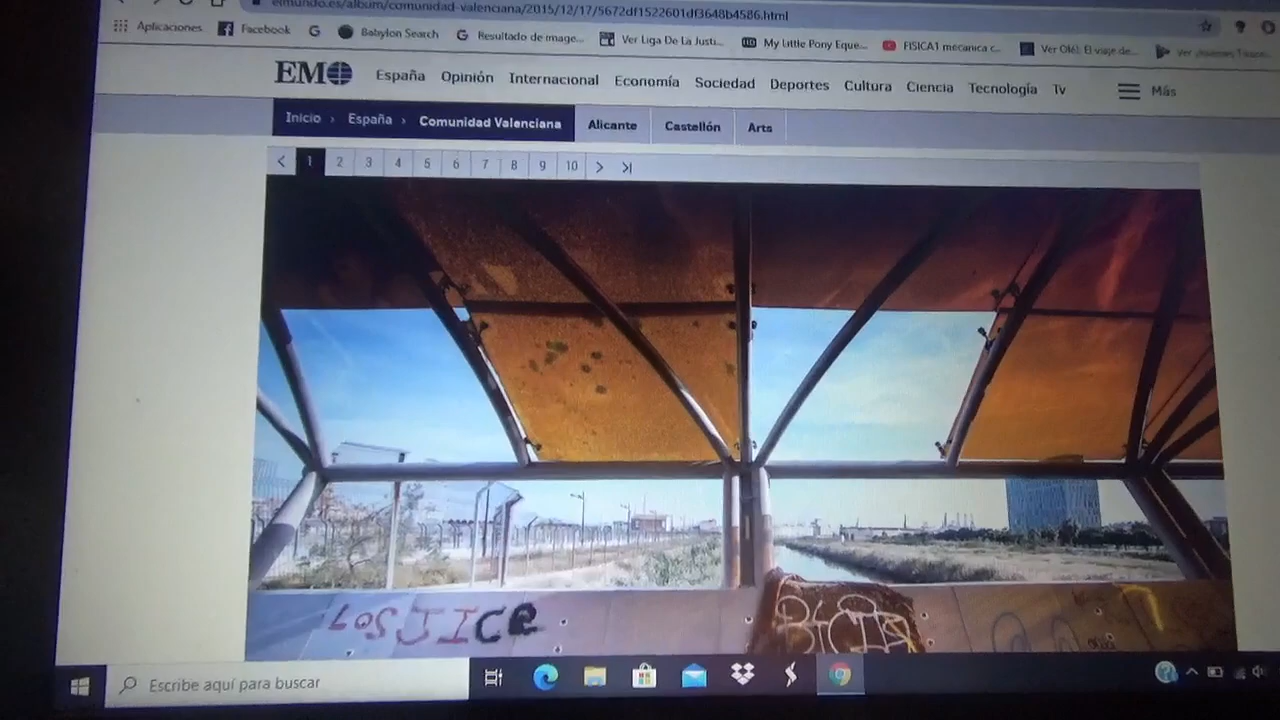 elmundo.es/album/comunidad-valenciana/2015/12/17/5672df1522601df3648b4586.html
Aplicaciones Facebook Babylon Search Resultado de image... Ver Liga De La Justi... My Little Pony Eque... FISICA1 mecanica c... Ver Olé!: El viaje de...
EM España Opinión Internacional Economía Sociedad Deportes Cultura Ciencia Tecnología Tv Más
Inicio › España › Comunidad Valenciana Alicante Castellón Arts
< 1 2 3 4 5 6 7 8 9 10 > >|
Escribe aquí para buscar